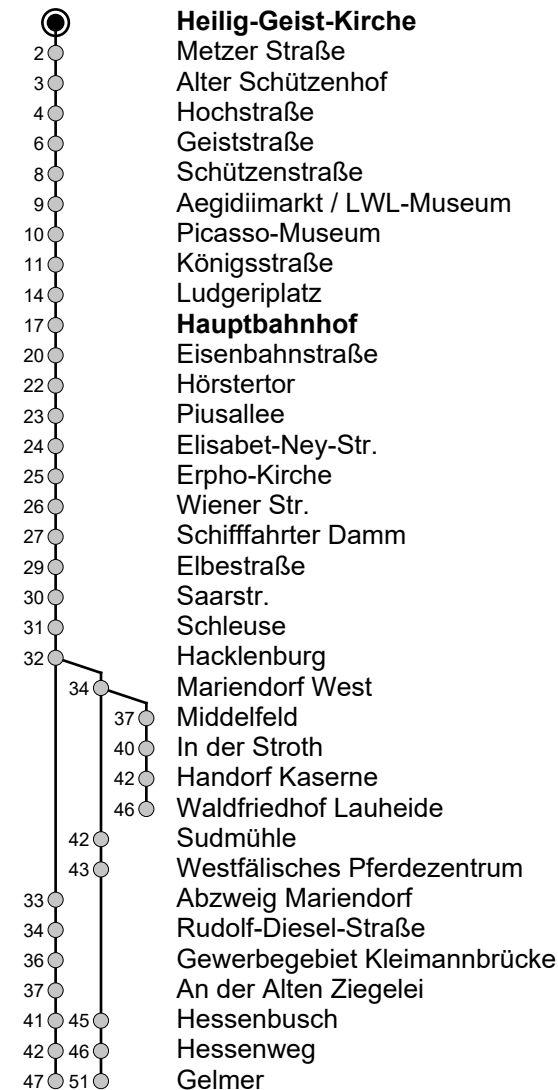 Heilig-Geist-Kirche
2 Metzer Straße
3 Alter Schützenhof
4 Hochstraße
6 Geiststraße
8 Schützenstraße
9 Aegidiimarkt / LWL-Museum
10 Picasso-Museum
11 Königsstraße
14 Ludgeriplatz
17 Hauptbahnhof
20 Eisenbahnstraße
22 Hörstertor
23 Piusallee
24 Elisabet-Ney-Str.
25 Erpho-Kirche
26 Wiener Str.
27 Schifffahrter Damm
29 Elbestraße
30 Saarstr.
31 Schleuse
32 Hacklenburg
34 Mariendorf West
37 Middelfeld
40 In der Stroth
42 Handorf Kaserne
46 Waldfriedhof Lauheide
42 Sudmühle
43 Westfälisches Pferdezentrum
33 Abzweig Mariendorf
34 Rudolf-Diesel-Straße
36 Gewerbegebiet Kleimannbrücke
37 An der Alten Ziegelei
41 45 Hessenbusch
42 46 Hessenweg
47 51 Gelmer